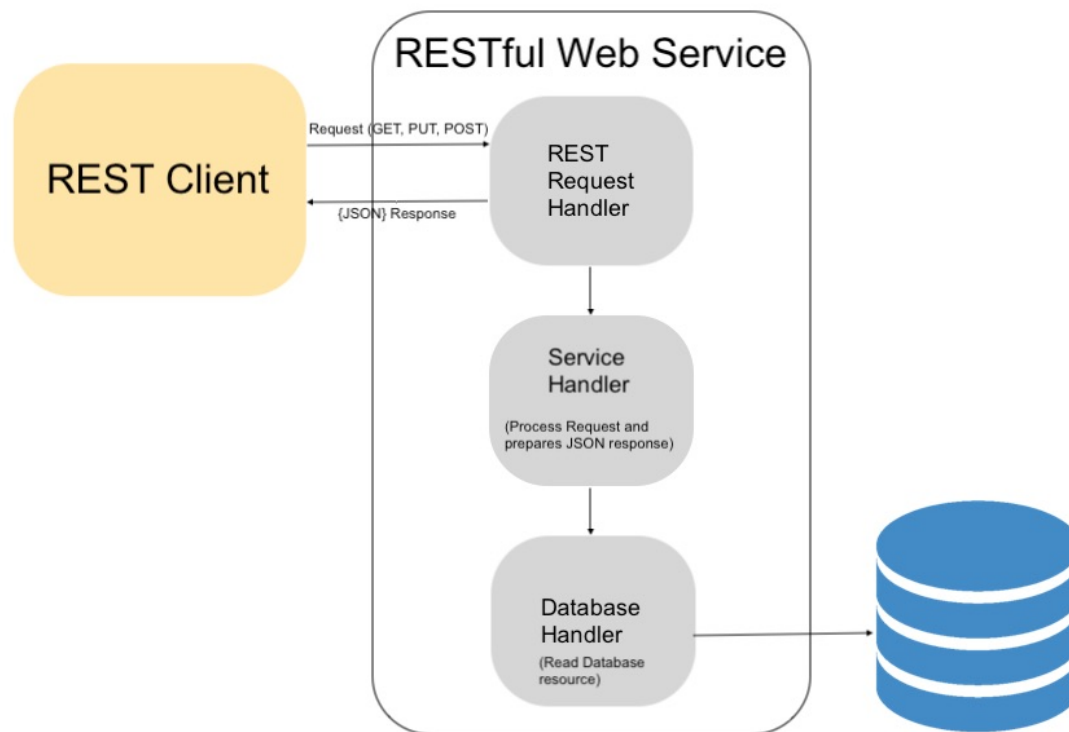 RESTful Web Service
REST Client
Request (GET, PUT, POST)
{JSON} Response
REST
Request
Handler
Service
Handler
(Process Request and
prepares JSON response)
Database
Handler
(Read Database
resource)